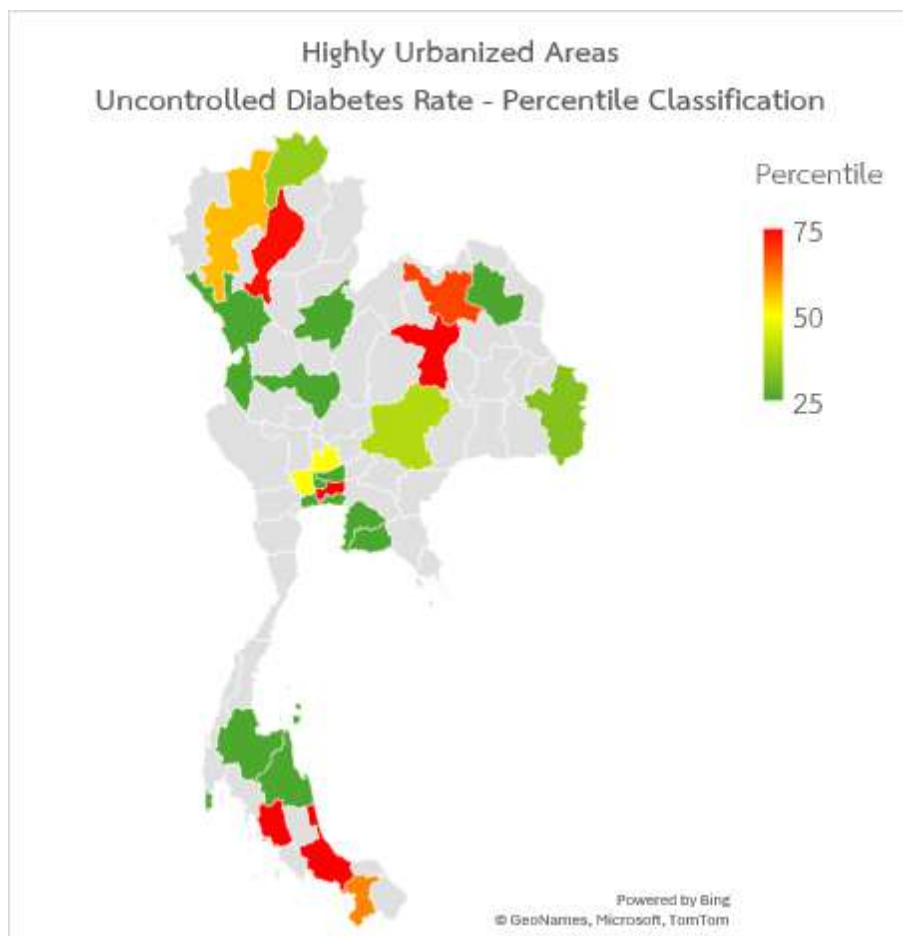 Highly Urbanized Areas
Uncontrolled Diabetes Rate - Percentile Classification
Percentile
75
50
25
Powered by Bing
© GeoNames, Microsoft, TomTom